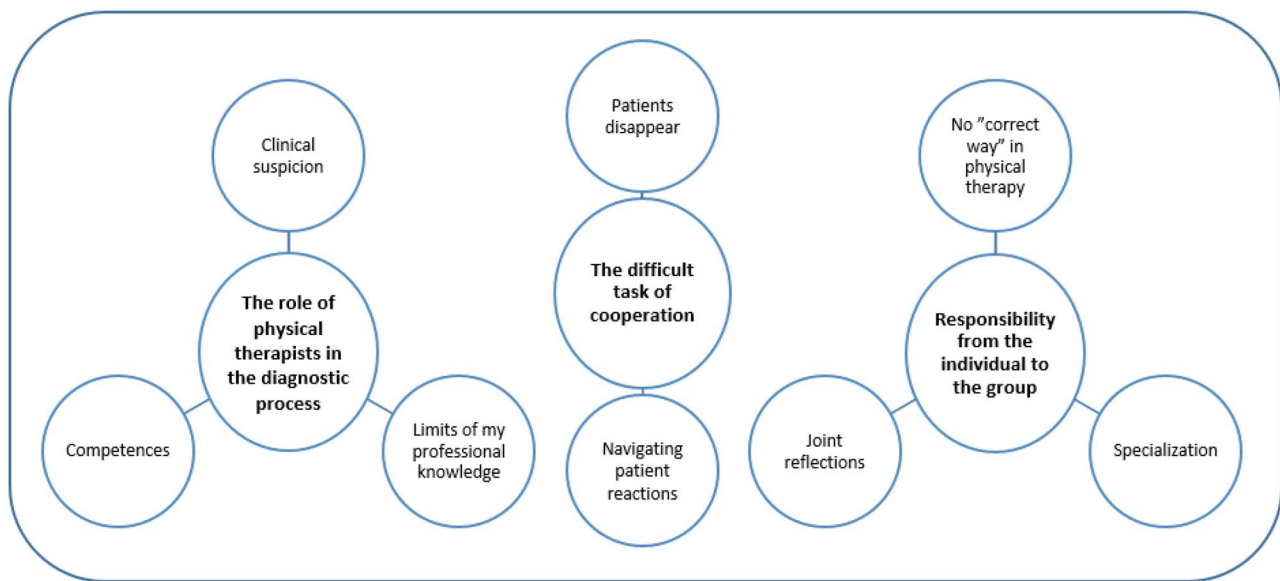 Clinical
suspicion
The role of
physical
therapists in
the diagnostic
process
Competences
Limits of my
professional
knowledge
Patients
disappear
The difficult
task of
cooperation
Navigating
patient
reactions
No ”correct
way” in
physical
therapy
Responsibility
from the
individual to
the group
Joint
reflections
Specialization